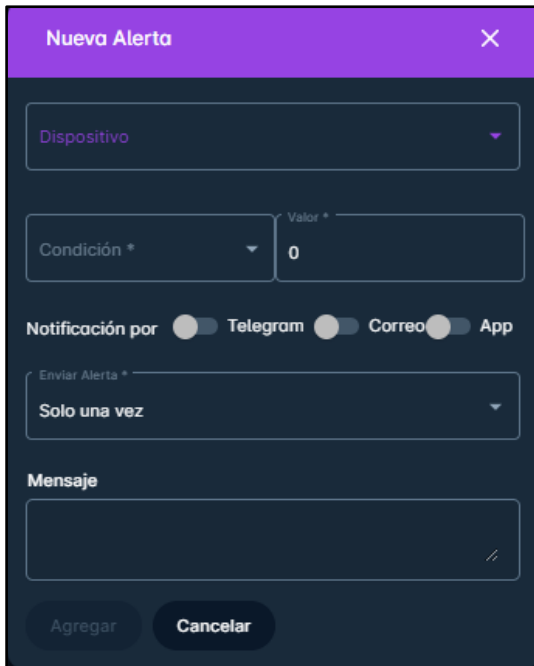 Nueva Alerta
Dispositivo
Valor *
Condición *
0
Notificación por Telegram Correo App
Enviar Alerta *
Solo una vez
Mensaje
Agregar Cancelar